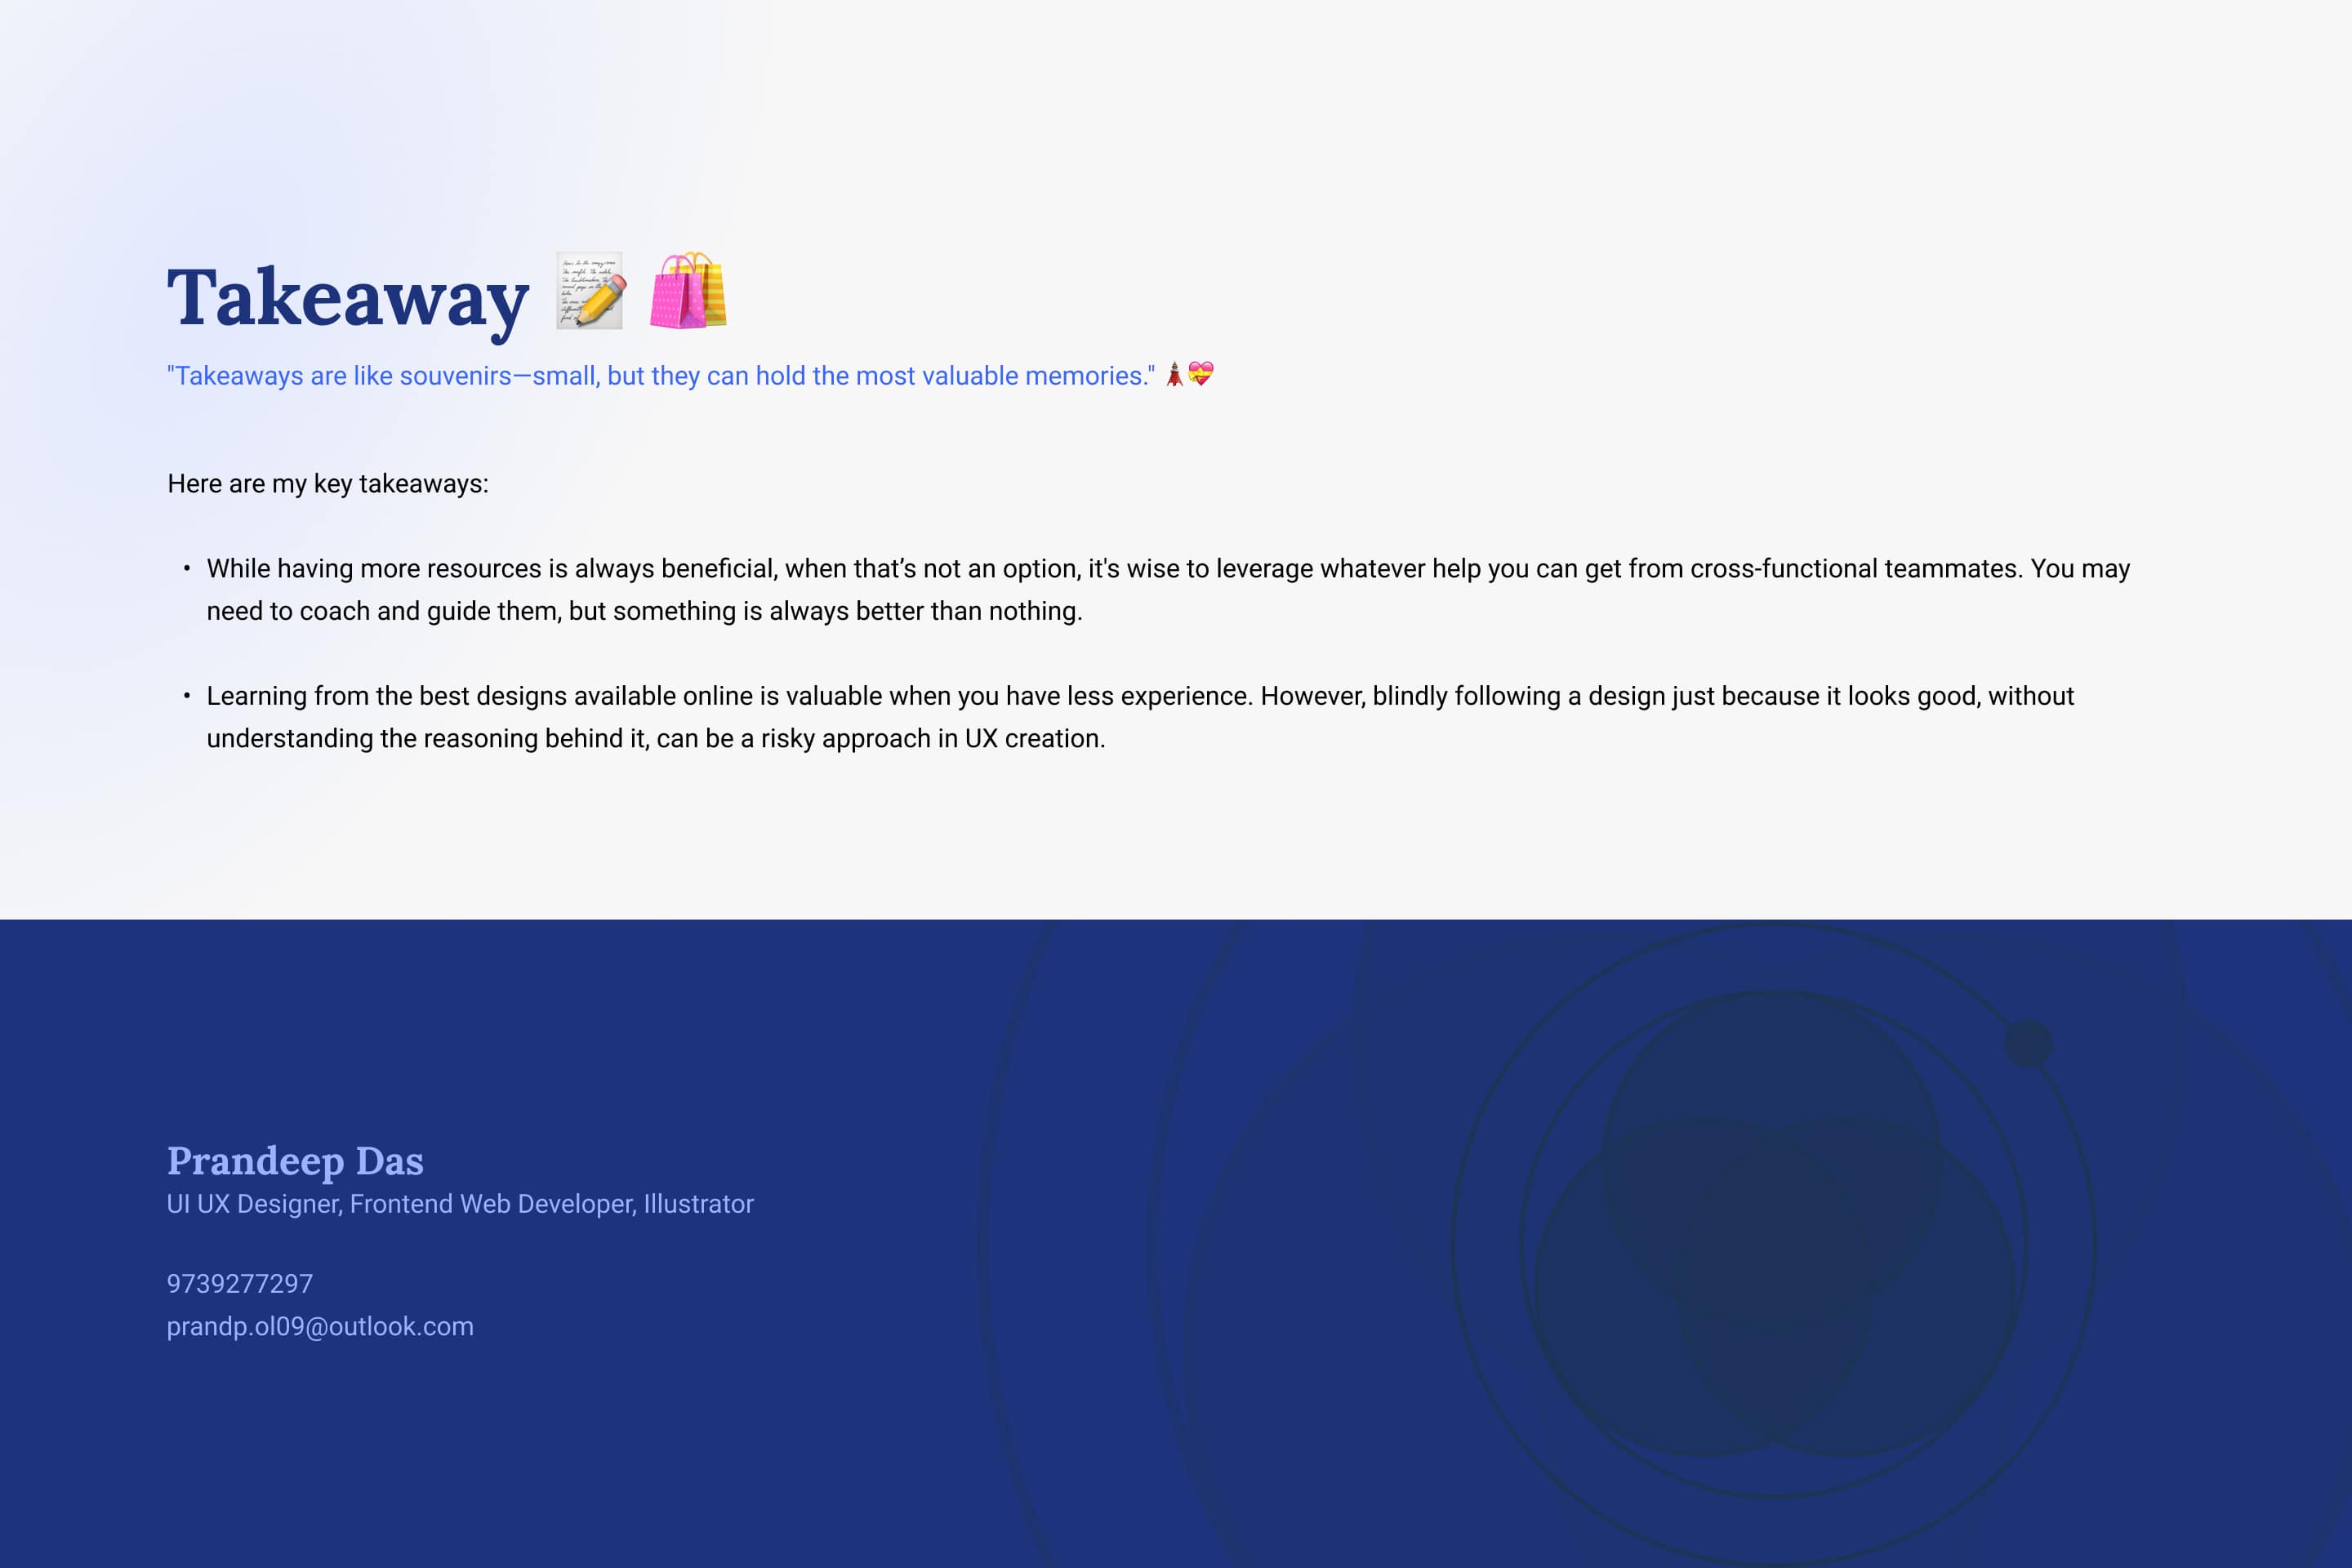 Takeaway 📝 🛍️
"Takeaways are like souvenirs—small, but they can hold the most valuable memories." 🗼💝
Here are my key takeaways:
• While having more resources is always beneficial, when that’s not an option, it's wise to leverage whatever help you can get from cross-functional teammates. You may
need to coach and guide them, but something is always better than nothing.
• Learning from the best designs available online is valuable when you have less experience. However, blindly following a design just because it looks good, without
understanding the reasoning behind it, can be a risky approach in UX creation.
Prandeep Das
UI UX Designer, Frontend Web Developer, Illustrator
9739277297
prandp.ol09@outlook.com